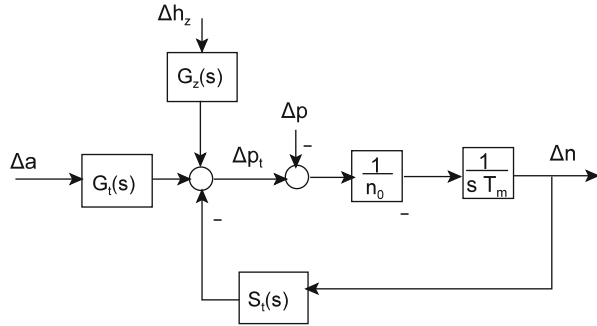 Δh_z
G_z(s)
Δp
–
Δa
G_t(s)
Δp_t
1
n_0
–
1
s T_m
Δn
–
S_t(s)